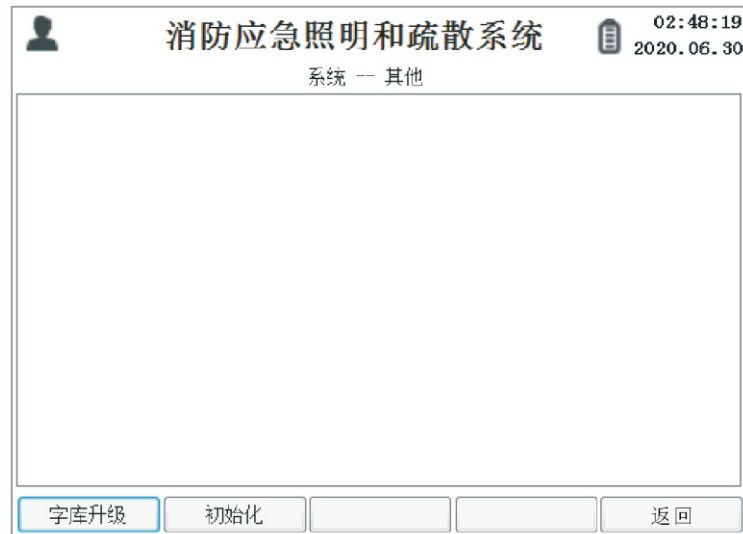 消防应急照明和疏散系统
02:48:19
2020.06.30
系统 -- 其他
字库升级 初始化 返回